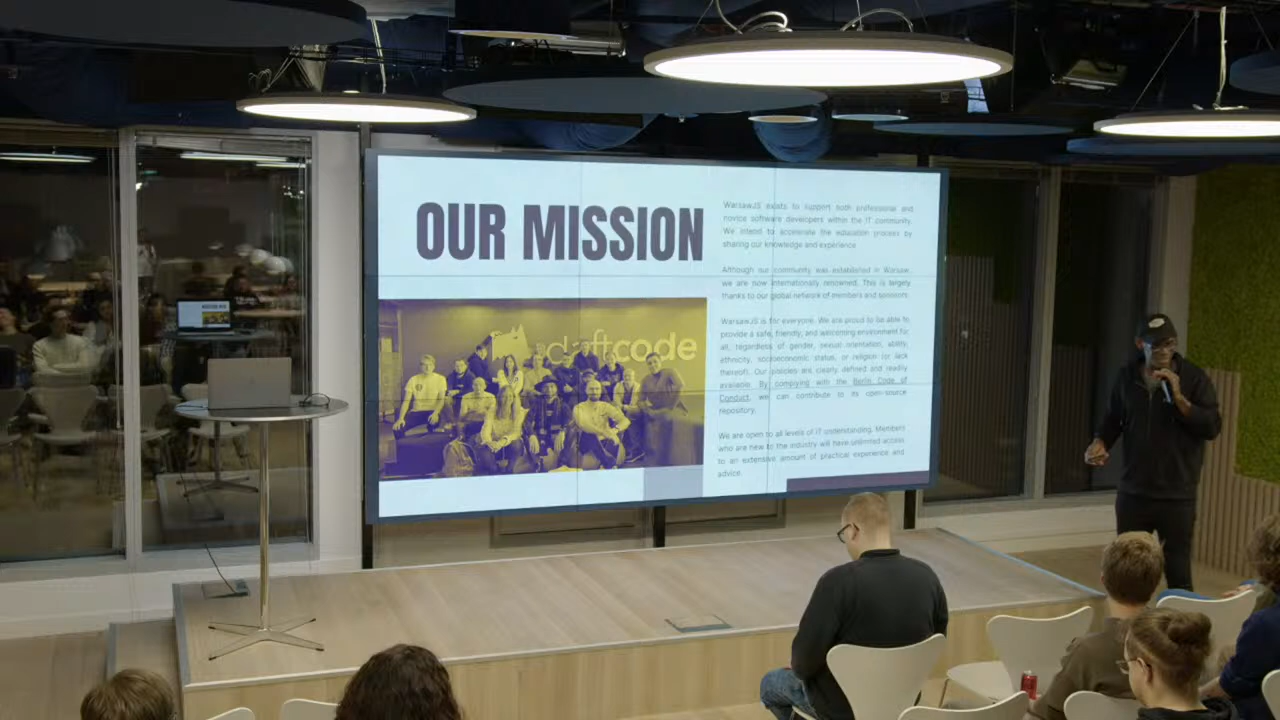 OUR MISSION
WarsawJS exists to support both professional and
novice software developers within the IT community.
We intend to accelerate the education process by
sharing our knowledge and experience.
Although our community was established in Warsaw,
we are now internationally renowned. This is largely
thanks to our global network of members and sponsors.
WarsawJS is for everyone. We are proud to be able to
provide a safe, friendly, and welcoming environment for
all, regardless of gender, sexual orientation, ability,
ethnicity, socioeconomic status, or religion (or lack
thereof). Our policies are clearly defined and readily
available. By complying with the Berlin Code of
Conduct, we can contribute to its open-source
repository.
We are open to all levels of IT understanding. Members
who are new to the industry will have unlimited access
to an extensive amount of practical experience and
advice.
draftcode